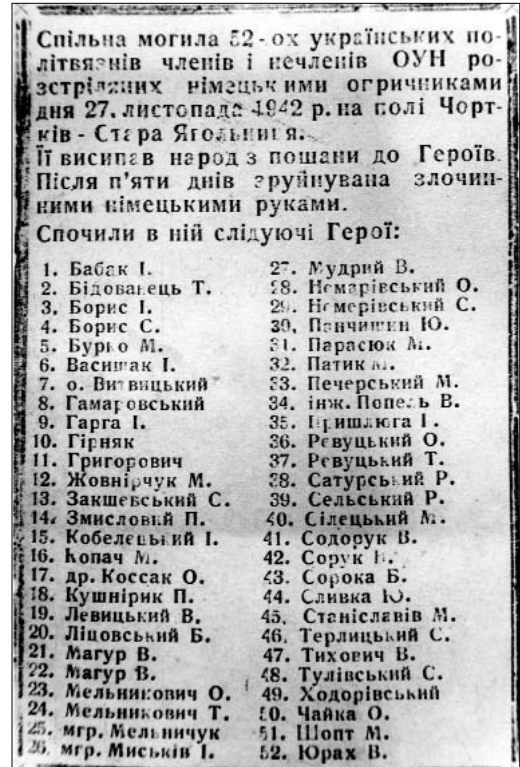 Спільна могила 52-ох українських по-
літвязнів членів і нечленів ОУН ро-
зстріляних німецькими огричниками
дня 27. листопада 1942 р. на полі Чорт-
ків - Стара Ягольниця.
Її висипав народ з пошани до Героїв.
Після п'яти днів зруйнувана злочин-
ними німецькими руками.
Спочили в ній слідуючі Герої:
1. Бабак І.
2. Бідованець Т.
3. Борис І.
4. Борис С.
5. Бурко М.
6. Васишак І.
7. о. Витвицький
8. Гамаровський
9. Гарга І.
10. Гірняк
11. Григорович
12. Жовнірчук М.
13. Закшевський С.
14. Змисловий П.
15. Кобелецький І.
16. Копач М.
17. др. Коссак О.
18. Кушнірик П.
19. Левицький В.
20. Ліповський Б.
21. Магур В.
22. Магур В.
23. Мельникович О.
24. Мельникович Т.
25. мгр. Мельничук
26. мгр. Миськів І.
27. Мудрий В.
28. Немарівський О.
29. Немерівський С.
30. Панчишин Ю.
31. Парасюк М.
32. Патик М.
33. Печерський М.
34. інж. Попель В.
35. Пришлюга
36. Ревуцький О.
37. Ревуцький Т.
38. Сатурський Р.
39. Сельський Р.
40. Сілецький М.
41. Содорук В.
42. Сорук
43. Сорока Б.
44. Сливка Ю.
45. Станіславів М.
46. Терлицький С.
47. Тихович В.
48. Тулівський С.
49. Ходорівський
50. Чайка О.
51. Шопт М.
52. Юрах В.